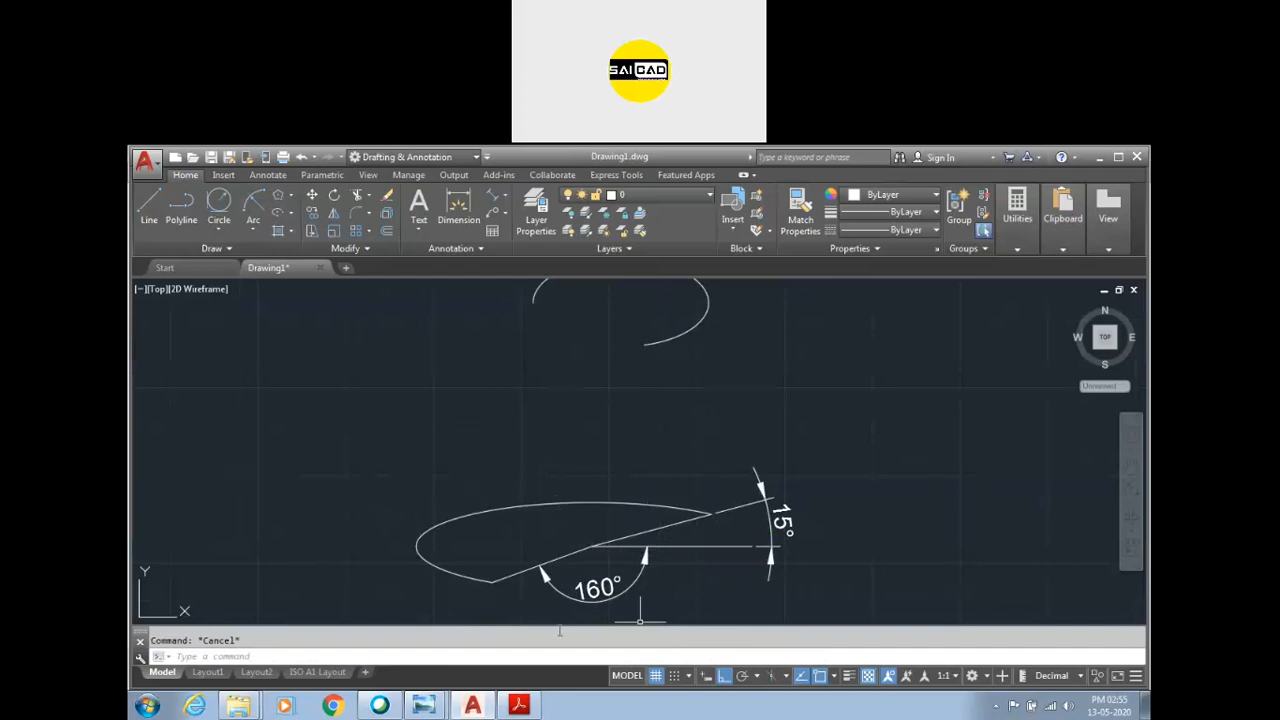 SAI CAD
Drafting & Annotation
Drawing1.dwg
Type a keyword or phrase
Sign In
Home Insert Annotate Parametric View Manage Output Add-ins Collaborate Express Tools Featured Apps
0
ByLayer
ByLayer
ByLayer
Line Polyline Circle Arc
Text Dimension
Layer Properties
Insert
Match Properties
Group
Utilities
Clipboard
View
Draw Modify Annotation Layers Block Properties Groups
Start Drawing1*
[−][Top][2D Wireframe]
N
W TOP E
S
Unnamed
15°
160°
Y
X
Command: *Cancel*
Type a command
Model Layout1 Layout2 ISO A1 Layout
MODEL 1:1 Decimal
PM 02:55
13-05-2020